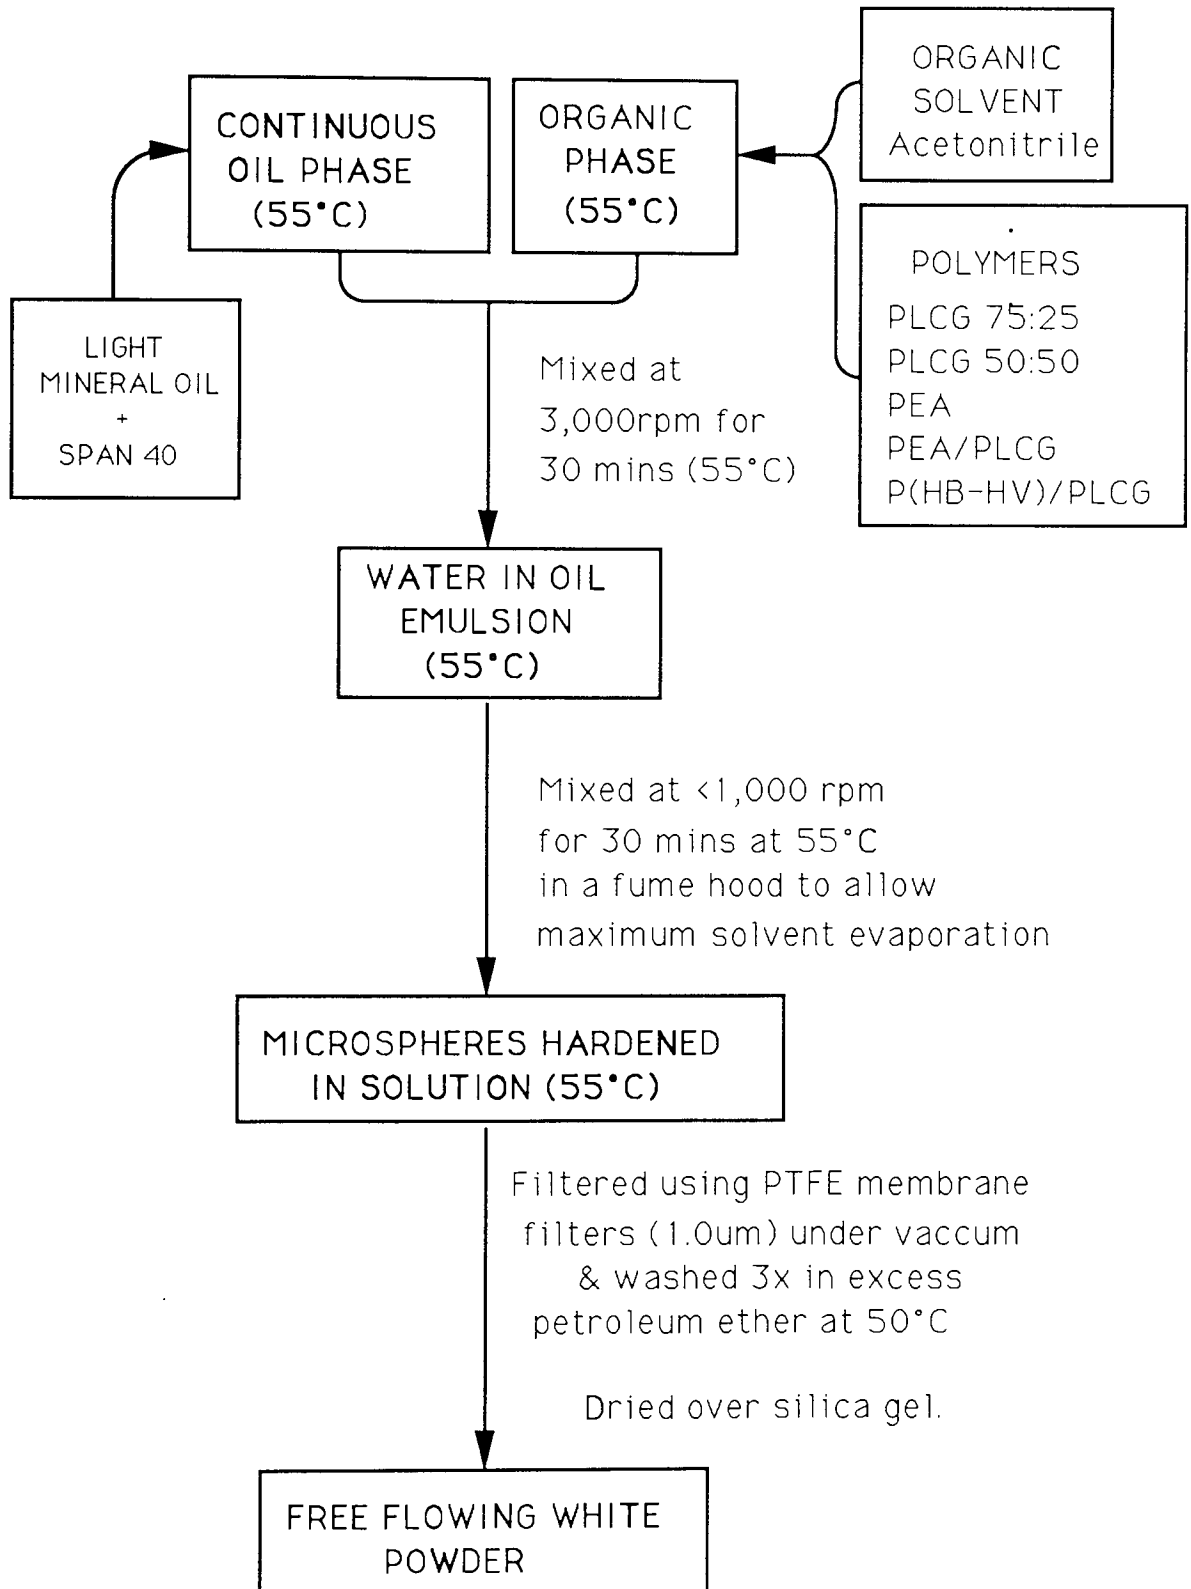 ORGANIC
SOLVENT
Acetonitrile
CONTINUOUS
OIL PHASE
(55°C)
ORGANIC
PHASE
(55°C)
POLYMERS
PLCG 75:25
PLCG 50:50
PEA
PEA/PLCG
P(HB-HV)/PLCG
LIGHT
MINERAL OIL
+
SPAN 40
Mixed at
3,000rpm for
30 mins (55°C)
WATER IN OIL
EMULSION
(55°C)
Mixed at <1,000 rpm
for 30 mins at 55°C
in a fume hood to allow
maximum solvent evaporation
MICROSPHERES HARDENED
IN SOLUTION (55°C)
Filtered using PTFE membrane
filters (1.0um) under vaccum
& washed 3x in excess
petroleum ether at 50°C
Dried over silica gel.
FREE FLOWING WHITE
POWDER